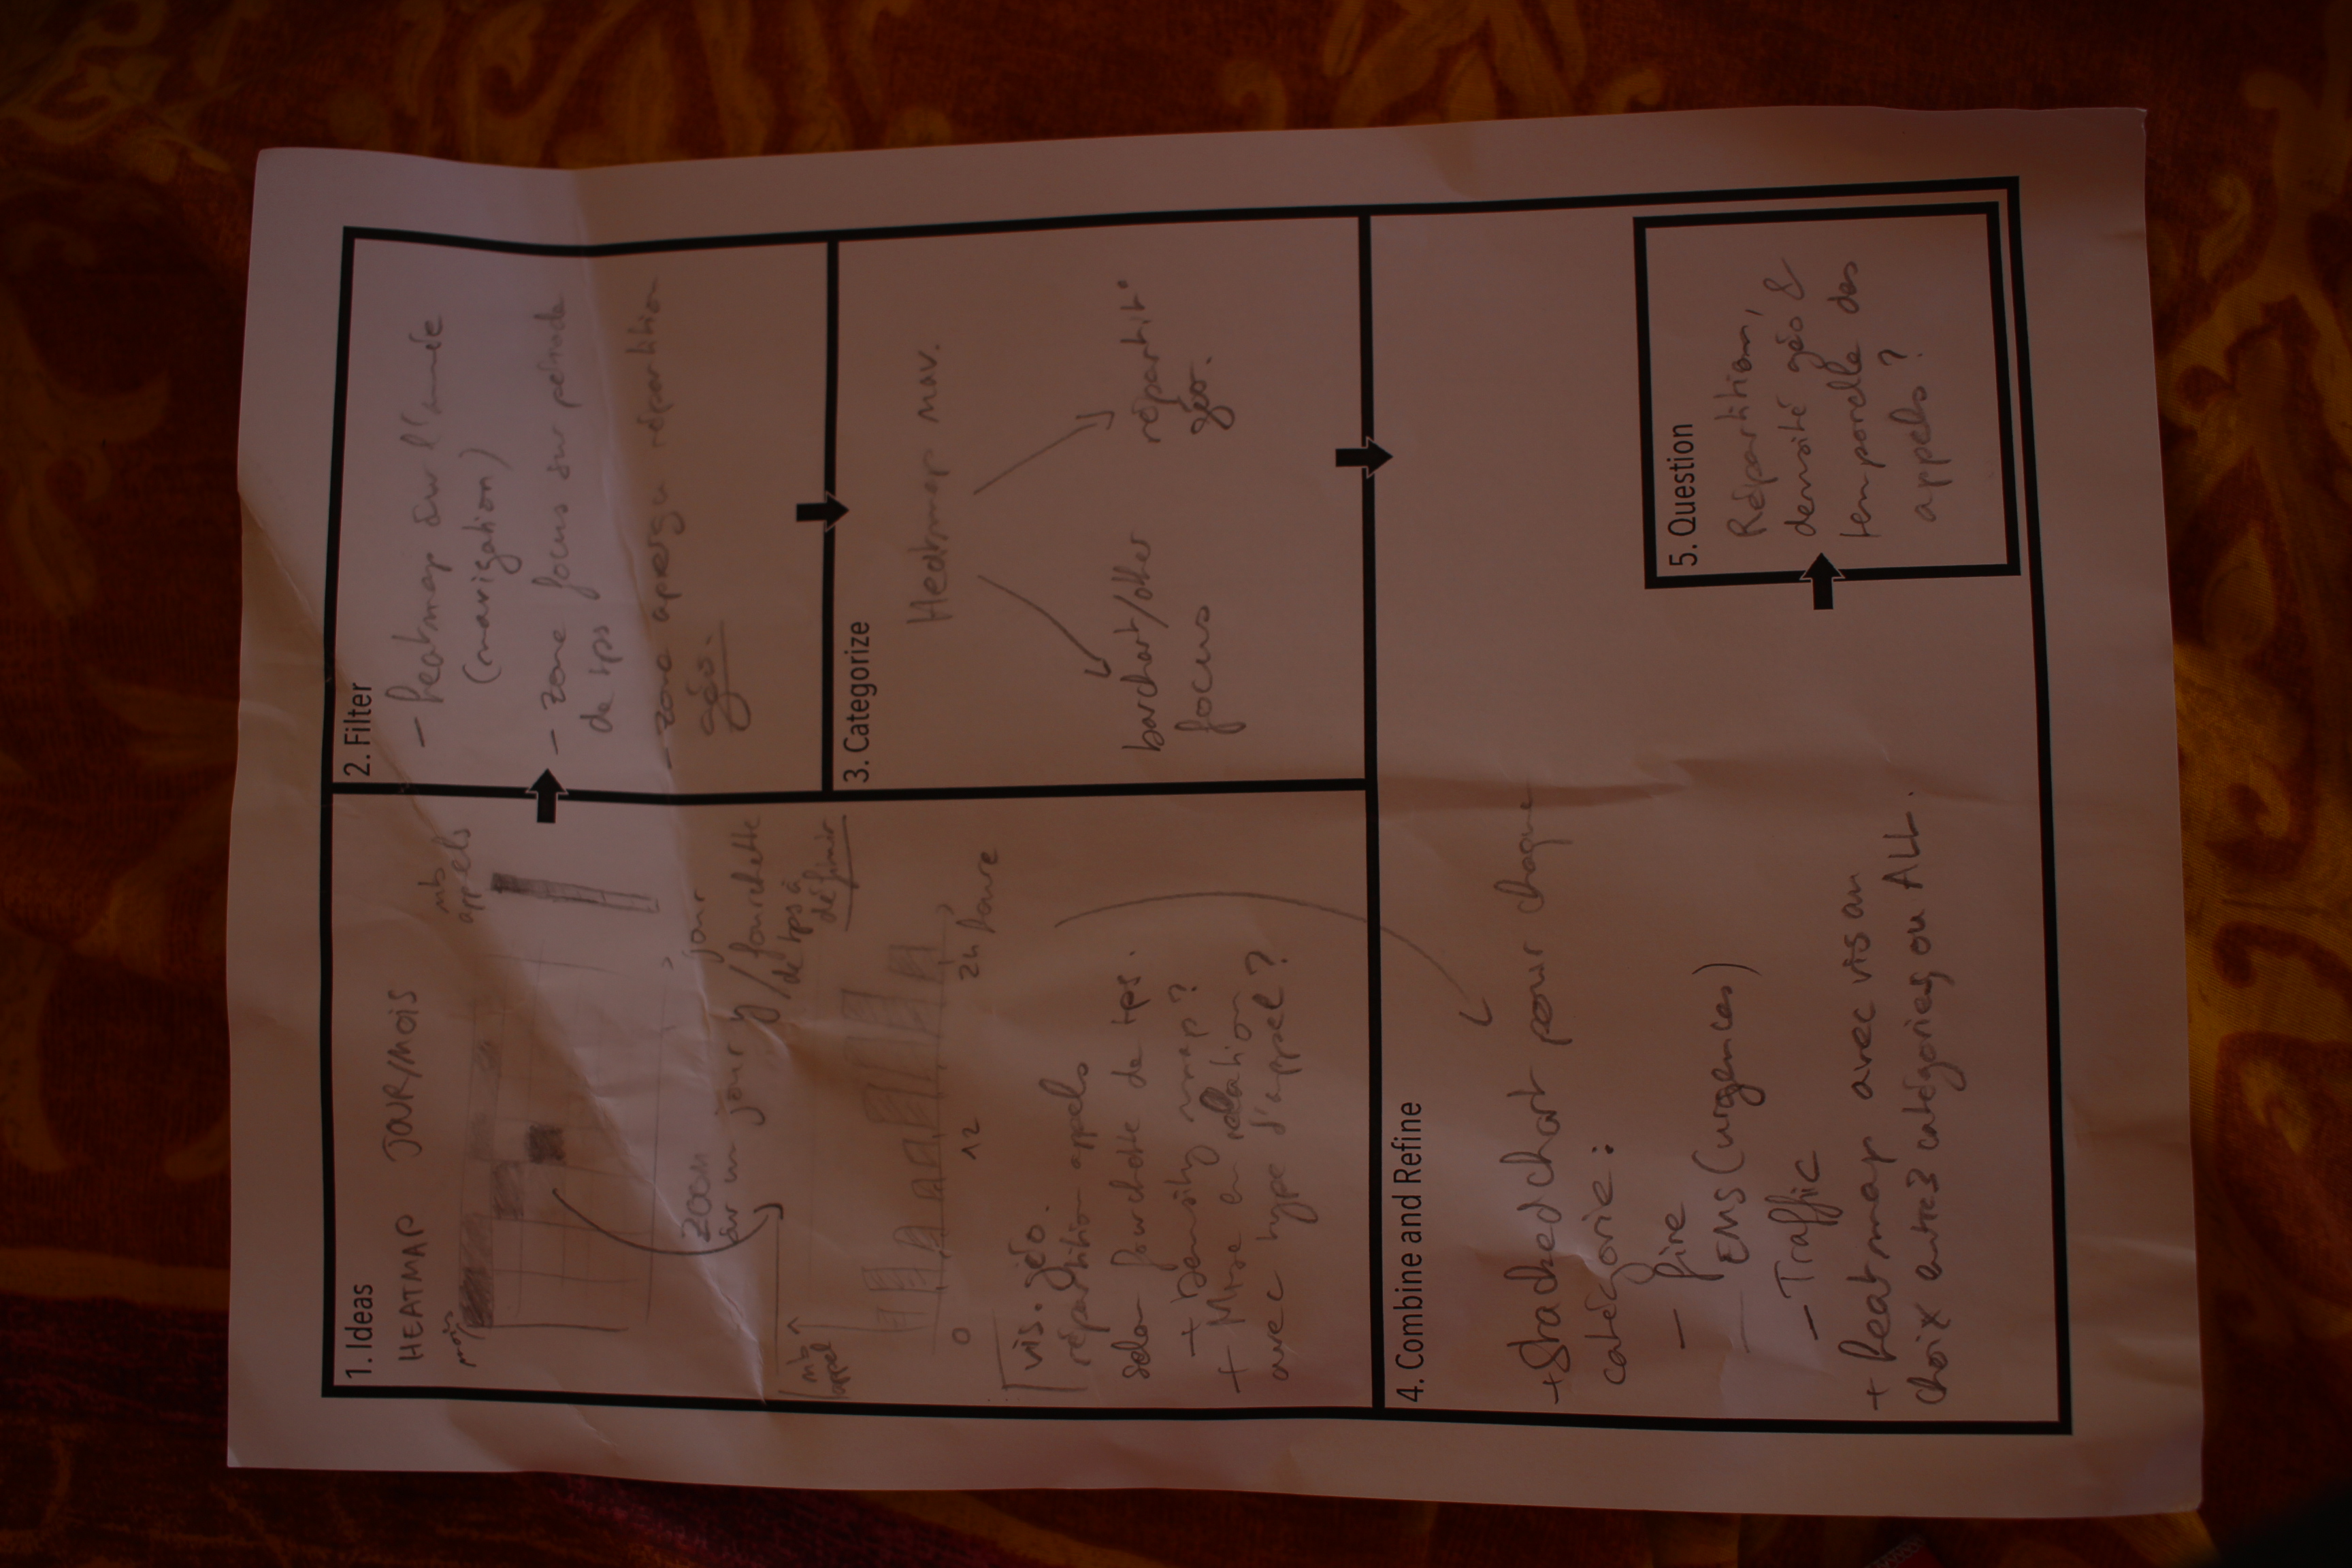 1. Ideas
HEATMAP JOUR/MOIS
nb
appels
mois
jour
zoom
sur un jour / fourchette
de tps à
définir
nb
appel
0 12 24 heure
vis. géo.
répartition appels
selon fourchette de tps.
+ Density map?
+ Mise en relation
avec type d'appel?
2. Filter
- heatmap sur l'année
(navigation)
- zone focus sur période
de tps
- zone aperçu répartition
géo.
3. Categorize
Heatmap nav.
barchart/other
focus
répartit°
géo.
4. Combine and Refine
+ Stacked chart pour chaque
catégorie:
- fire
- EMS (urgences)
- Traffic
+ heatmap avec vis an
choix entre 3 catégories ou ALL.
5. Question
Répartition,
densité géo &
temporelle des
appels?